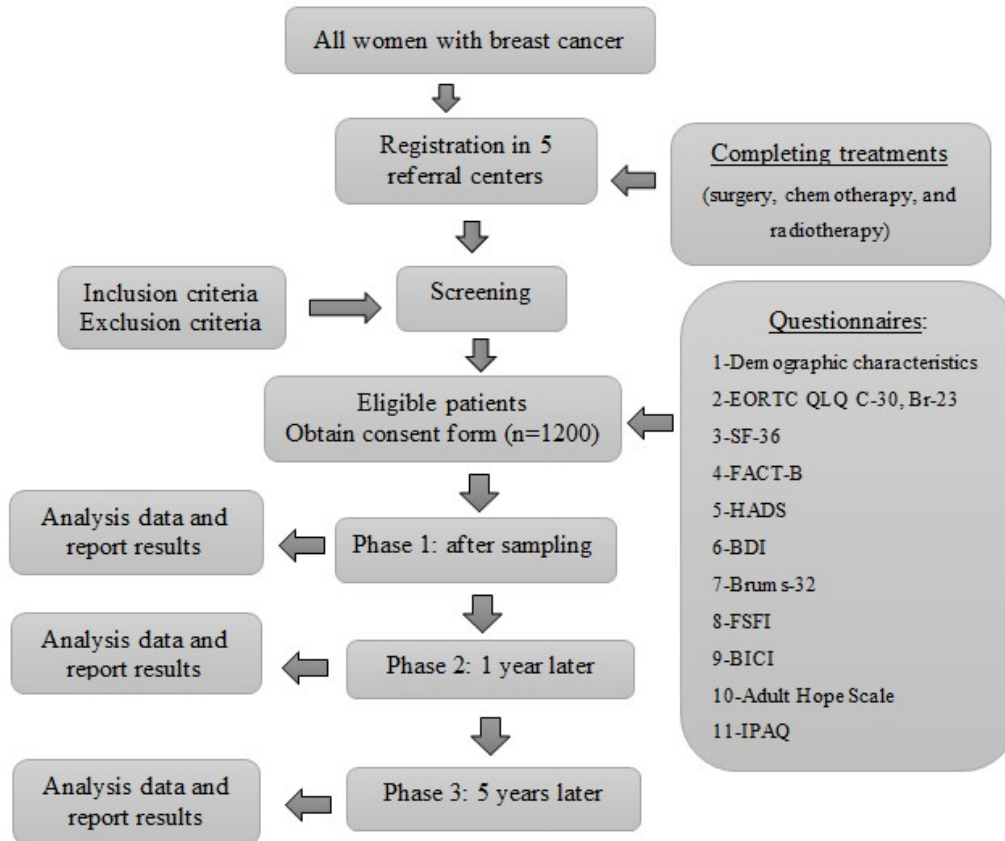 All women with breast cancer
Registration in 5
referral centers
Completing treatments
(surgery, chemotherapy, and
radiotherapy)
Inclusion criteria
Exclusion criteria
Screening
Questionnaires:
1-Demographic characteristics
2-EORTC QLQ C-30, Br-23
3-SF-36
4-FACT-B
5-HADS
6-BDI
7-Brums-32
8-FSFI
9-BICI
10-Adult Hope Scale
11-IPAQ
Eligible patients
Obtain consent form (n=1200)
Analysis data and
report results
Phase 1: after sampling
Analysis data and
report results
Phase 2: 1 year later
Analysis data and
report results
Phase 3: 5 years later